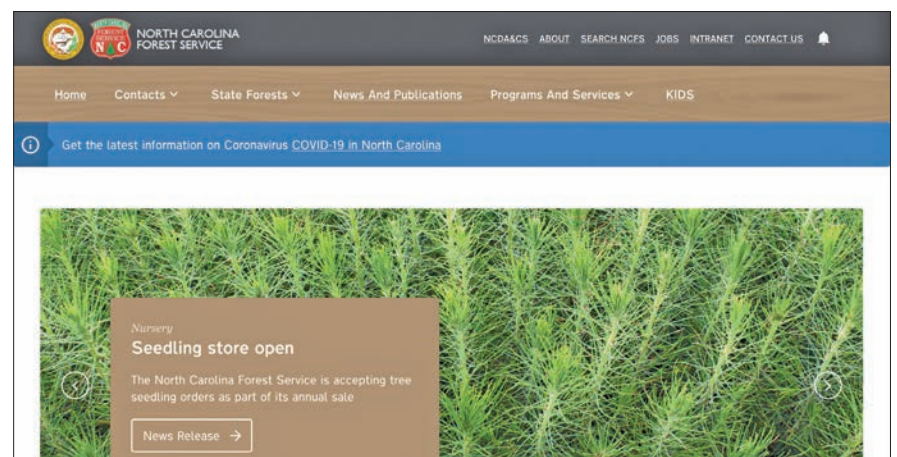 NORTH CAROLINA
FOREST SERVICE
NCDA&CS ABOUT SEARCH NCFS JOBS INTRANET CONTACT US
Home Contacts State Forests News And Publications Programs And Services KIDS
Get the latest information on Coronavirus COVID-19 in North Carolina
Nursery
Seedling store open
The North Carolina Forest Service is accepting tree
seedling orders as part of its annual sale
News Release →